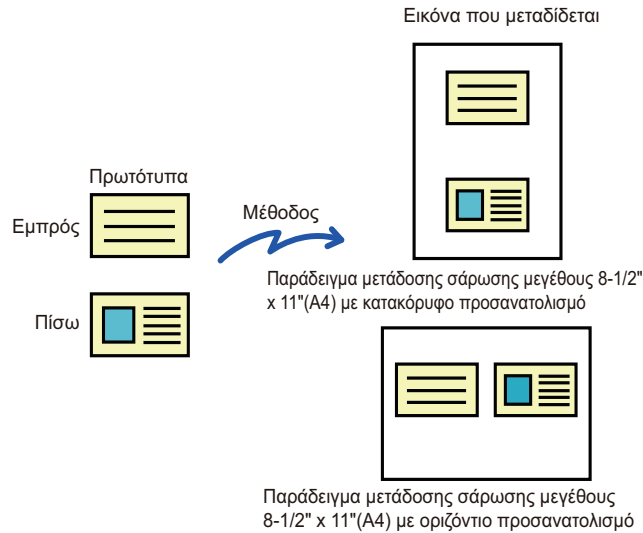 Εικόνα που μεταδίδεται
Πρωτότυπα
Εμπρός
Μέθοδος
Πίσω
Παράδειγμα μετάδοσης σάρωσης μεγέθους 8-1/2"
x 11"(A4) με κατακόρυφο προσανατολισμό
Παράδειγμα μετάδοσης σάρωσης μεγέθους
8-1/2" x 11"(A4) με οριζόντιο προσανατολισμό